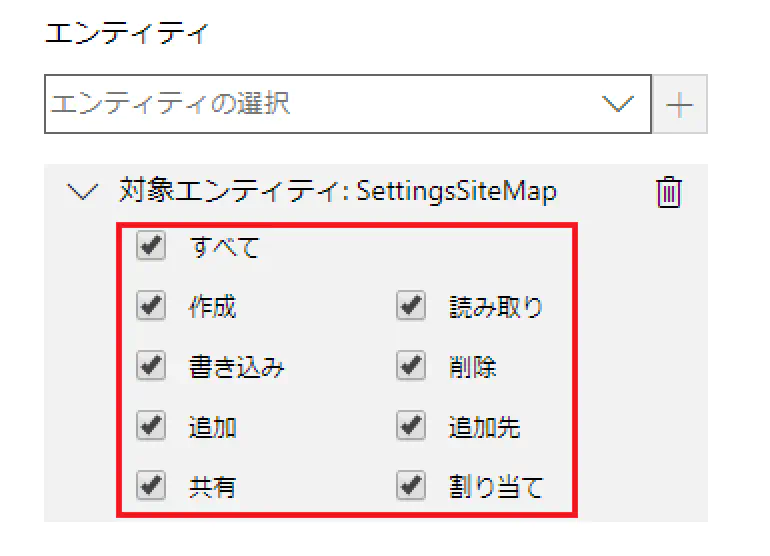 エンティティ
エンティティの選択
対象エンティティ: SettingsSiteMap
すべて
作成 読み取り
書き込み 削除
追加 追加先
共有 割り当て